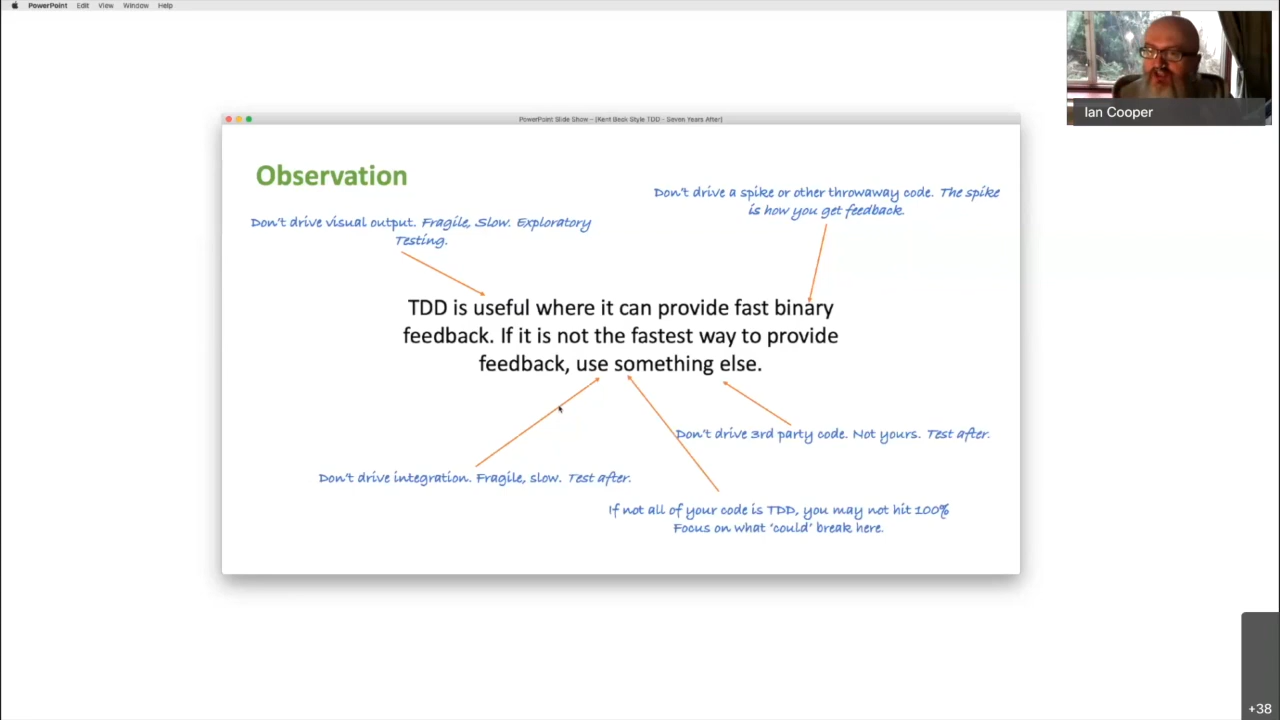 PowerPoint Edit View Window Help
Ian Cooper
PowerPoint Slide Show - [Kent Beck Style TDD - Seven Years After]
Observation
Don't drive a spike or other throwaway code. The spike
is how you get feedback.
Don't drive visual output. Fragile, Slow. Exploratory
Testing.
TDD is useful where it can provide fast binary
feedback. If it is not the fastest way to provide
feedback, use something else.
Don't drive 3rd party code. Not yours. Test after.
Don't drive integration. Fragile, slow. Test after.
If not all of your code is TDD, you may not hit 100%
Focus on what 'could' break here.
+38